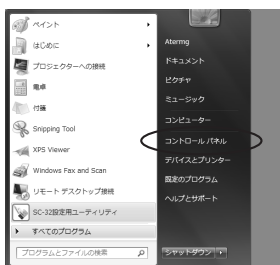 ペイント
はじめに
プロジェクターへの接続
電卓
付箋
Snipping Tool
XPS Viewer
Windows Fax and Scan
リモート デスクトップ接続
SC-32設定用ユーティリティ
すべてのプログラム
プログラムとファイルの検索
Atermg
ドキュメント
ピクチャ
ミュージック
コンピューター
コントロール パネル
デバイスとプリンター
既定のプログラム
ヘルプとサポート
シャットダウン